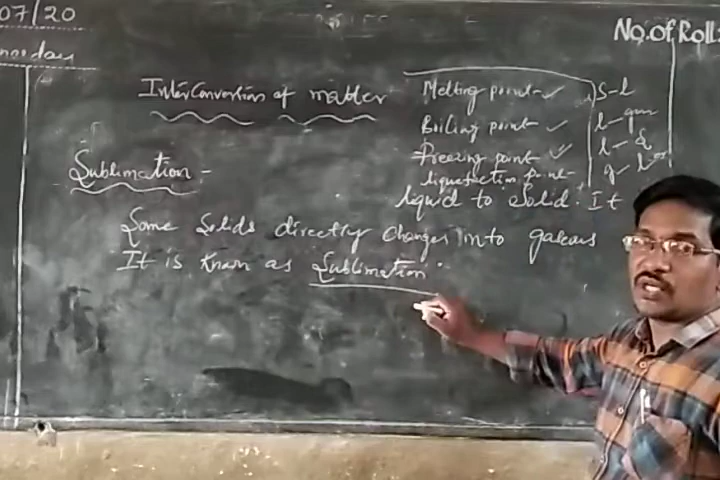 07/20
No. of Roll:
InterConversion of matter
Melting point - ✓ S-l
Boiling point - ✓ l-gas
Freezing point - ✓ l-S
liquefaction point - g-l
Sublimation -
liquid to solid. It
Some Solids directly Changes into gaseous
It is known as Sublimation.